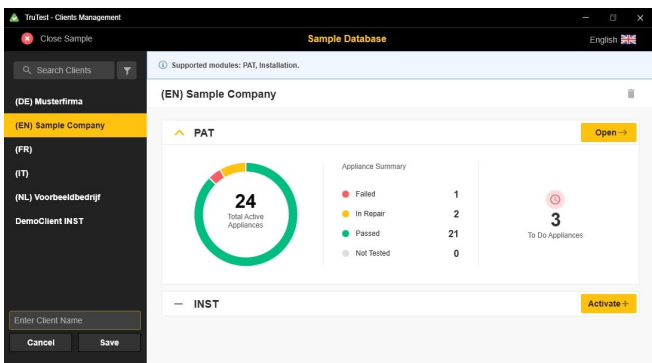 TruTest - Clients Management
Close Sample
Sample Database
English
Search Clients
Supported modules: PAT, Installation.
(DE) Musterfirma
(EN) Sample Company
(FR)
(IT)
(NL) Voorbeeldbedrijf
DemoClient INST
Enter Client Name
Cancel
Save
(EN) Sample Company
PAT
Open
24
Total Active
Appliances
Appliance Summary
Failed 1
In Repair 2
Passed 21
Not Tested 0
3
To Do Appliances
INST
Activate +